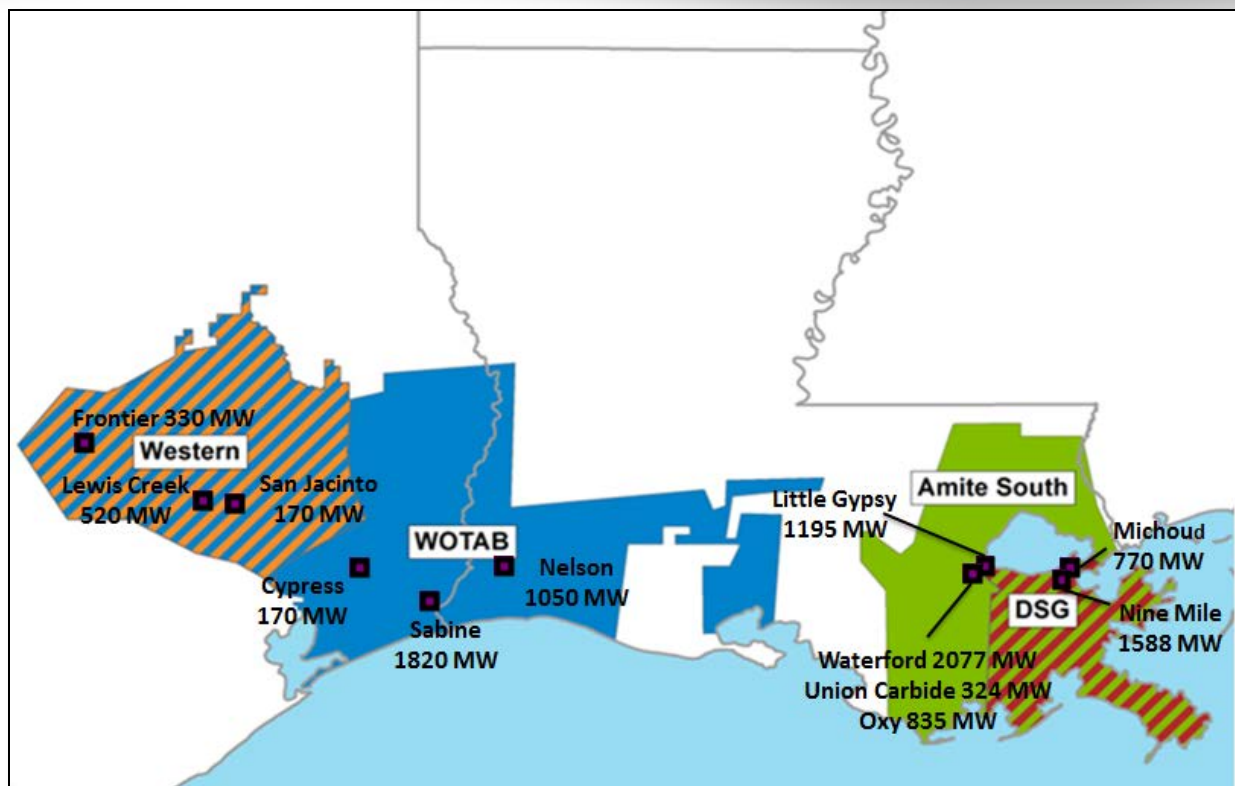 Frontier 330 MW
Western
Lewis Creek
520 MW
San Jacinto
170 MW
WOTAB
Cypress
170 MW
Sabine
1820 MW
Nelson
1050 MW
Amite South
Little Gypsy
1195 MW
Michoud
770 MW
DSG
Nine Mile
1588 MW
Waterford 2077 MW
Union Carbide 324 MW
Oxy 835 MW